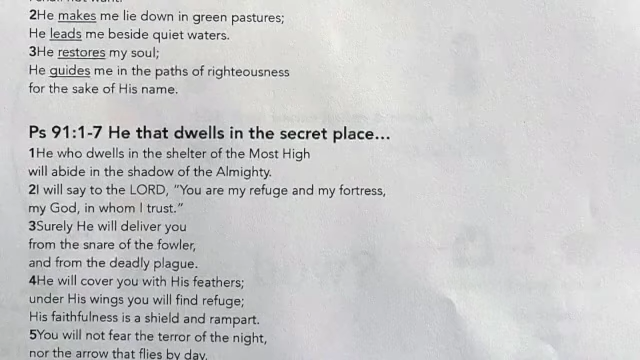 2He makes me lie down in green pastures;
He leads me beside quiet waters.
3He restores my soul;
He guides me in the paths of righteousness
for the sake of His name.
Ps 91:1-7 He that dwells in the secret place...
1He who dwells in the shelter of the Most High
will abide in the shadow of the Almighty.
2I will say to the LORD, "You are my refuge and my fortress,
my God, in whom I trust."
3Surely He will deliver you
from the snare of the fowler,
and from the deadly plague.
4He will cover you with His feathers;
under His wings you will find refuge;
His faithfulness is a shield and rampart.
5You will not fear the terror of the night,
nor the arrow that flies by day,